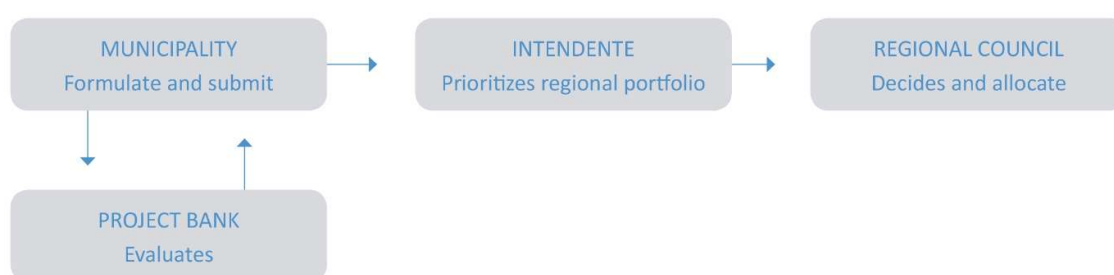 MUNICIPALITY
Formulate and submit
INTENDENTE
Prioritizes regional portfolio
REGIONAL COUNCIL
Decides and allocate
PROJECT BANK
Evaluates